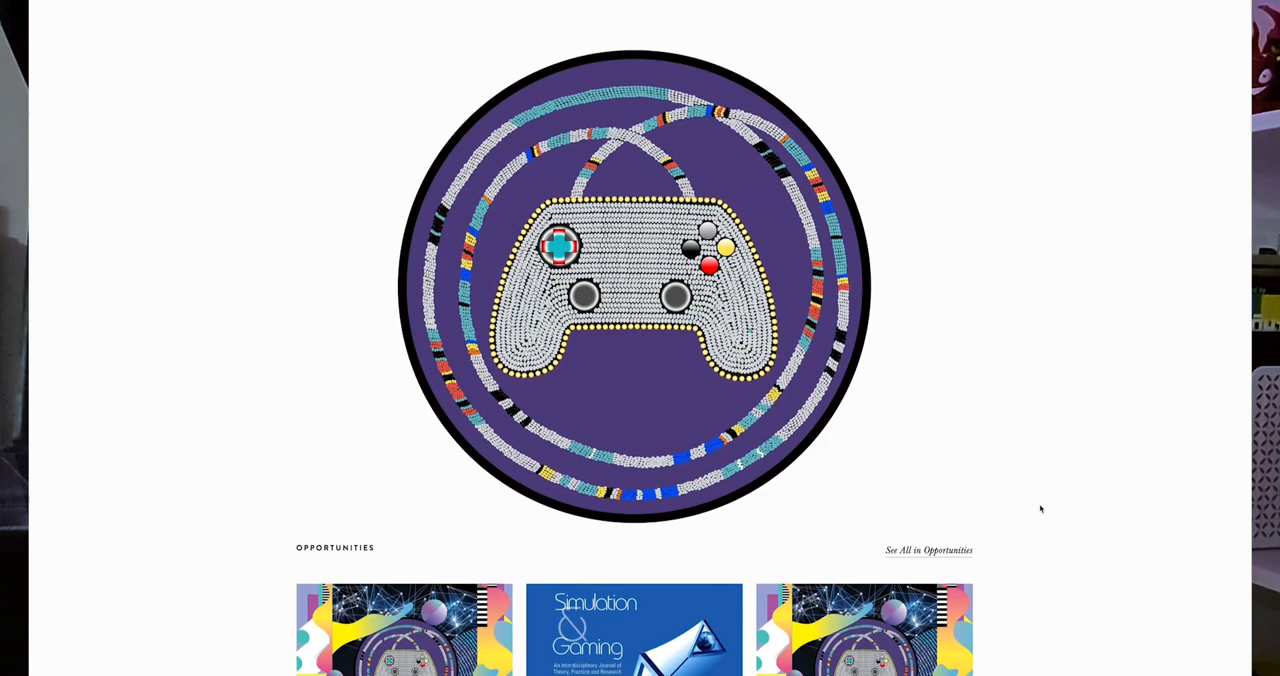 OPPORTUNITIES
See All in Opportunities
Simulation
&
Gaming
An Interdisciplinary Journal of
Theory, Practice and Research